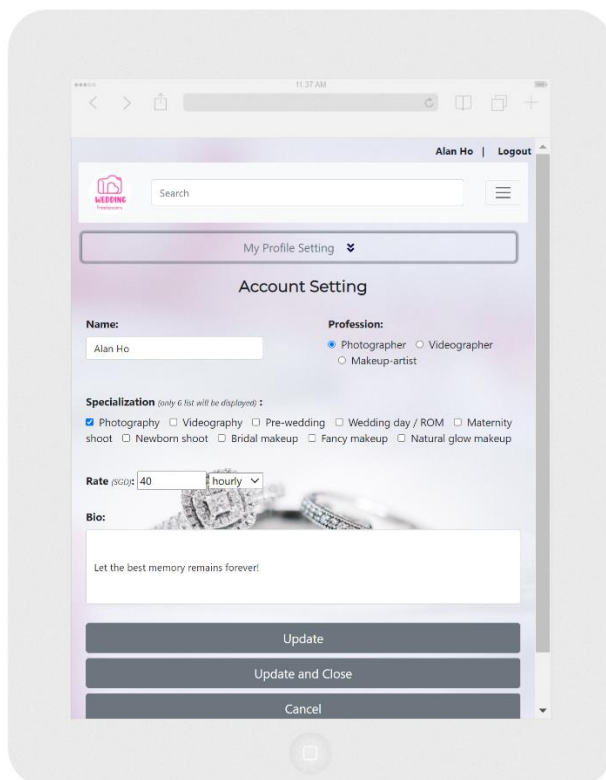 11:37 AM
Alan Ho | Logout
WEDDING
freelancers
Search
My Profile Setting
Account Setting
Name:
Profession:
Alan Ho
Photographer Videographer
Makeup-artist
Specialization (only 6 list will be displayed) :
Photography Videography Pre-wedding Wedding day / ROM Maternity
shoot Newborn shoot Bridal makeup Fancy makeup Natural glow makeup
Rate (SGD): 40 hourly
Bio:
Let the best memory remains forever!
Update
Update and Close
Cancel